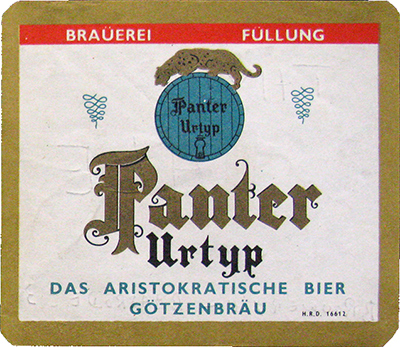 BRAÜEREI FÜLLUNG
Panter
Urtyp
Panter
Urtyp
DAS ARISTOKRATISCHE BIER
GÖTZENBRÄU
H.R.D. 16612.